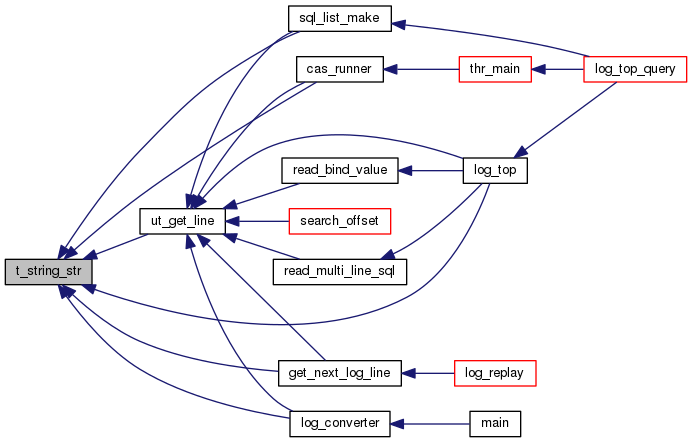 sql_list_make
cas_runner
thr_main
log_top_query
read_bind_value
log_top
ut_get_line
search_offset
t_string_str
read_multi_line_sql
get_next_log_line
log_replay
log_converter
main